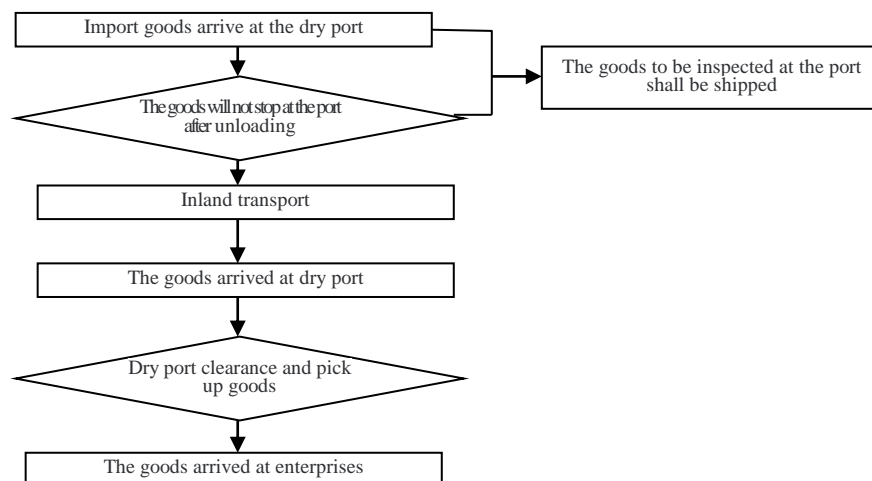 Import goods arrive at the dry port
The goods to be inspected at the port
shall be shipped
The goods will not stop at the port
after unloading
Inland transport
The goods arrived at dry port
Dry port clearance and pick
up goods
The goods arrived at enterprises